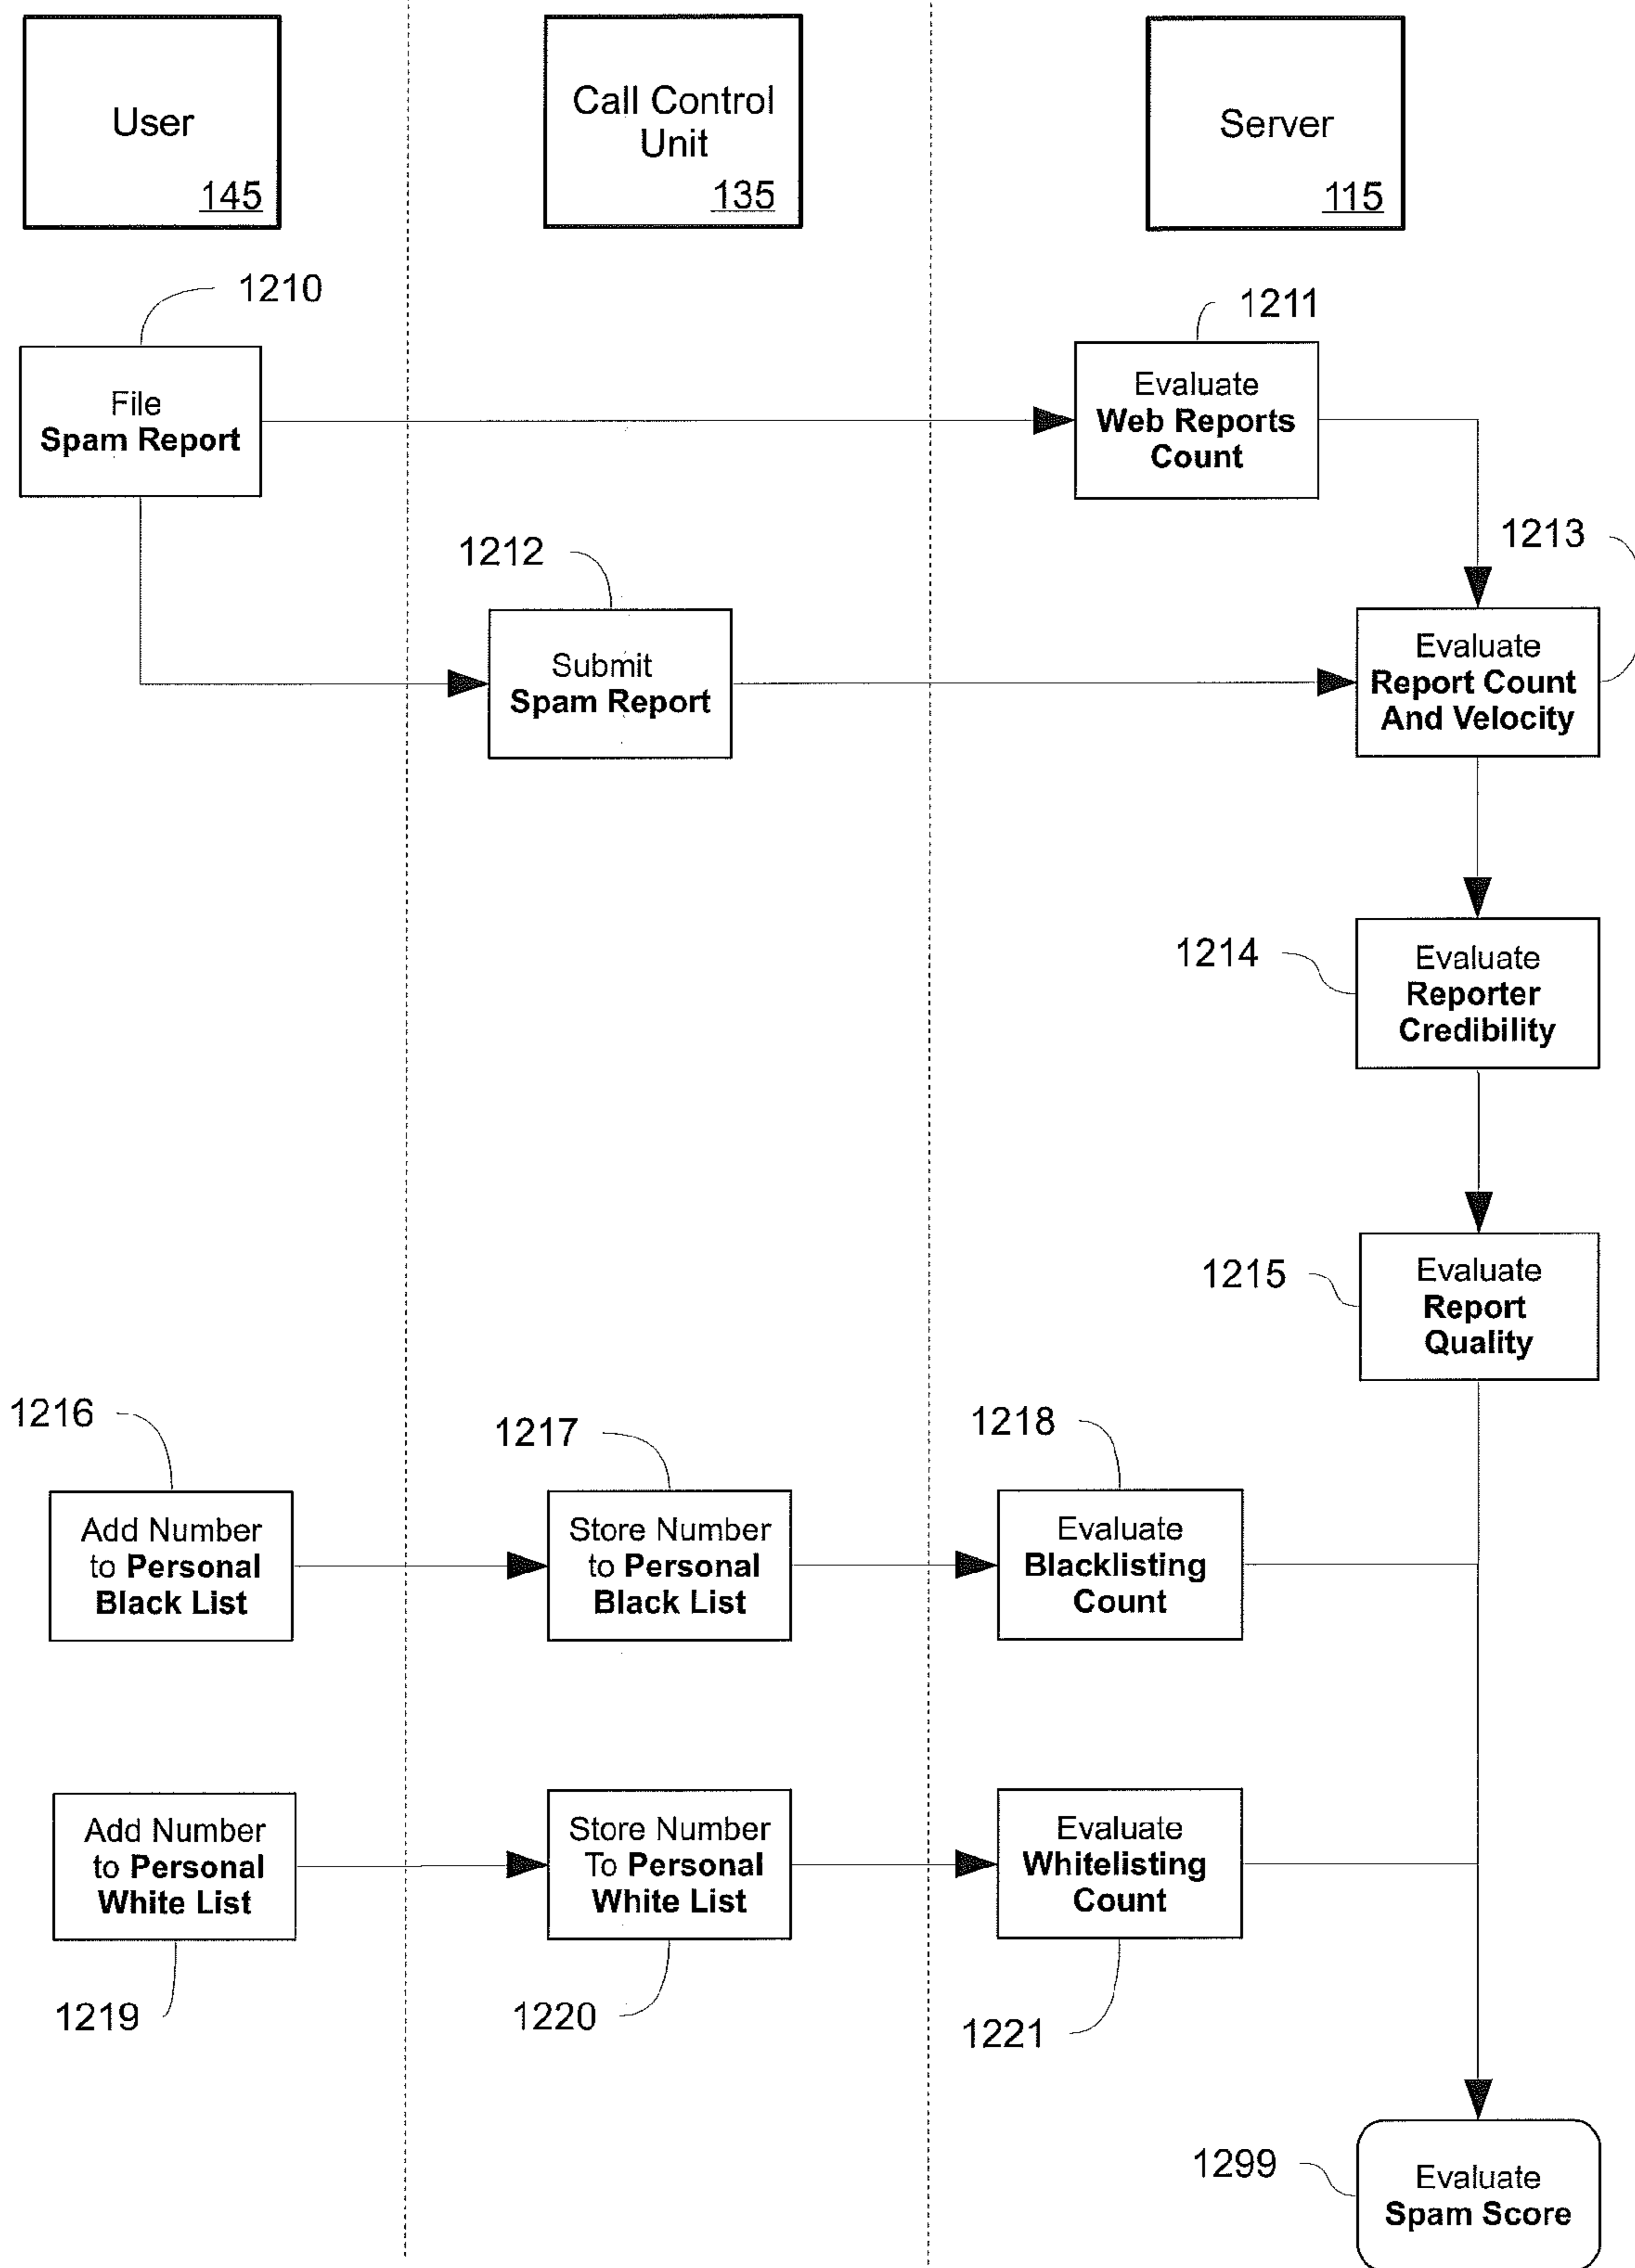 User
145
Call Control
Unit
135
Server
115
1210
1211
File
Spam Report
Evaluate
Web Reports
Count
1212
1213
Submit
Spam Report
Evaluate
Report Count
And Velocity
1214
Evaluate
Reporter
Credibility
1215
Evaluate
Report
Quality
1216
1217
1218
Add Number
to Personal
Black List
Store Number
to Personal
Black List
Evaluate
Blacklisting
Count
Add Number
to Personal
White List
Store Number
To Personal
White List
Evaluate
Whitelisting
Count
1219
1220
1221
1299
Evaluate
Spam Score